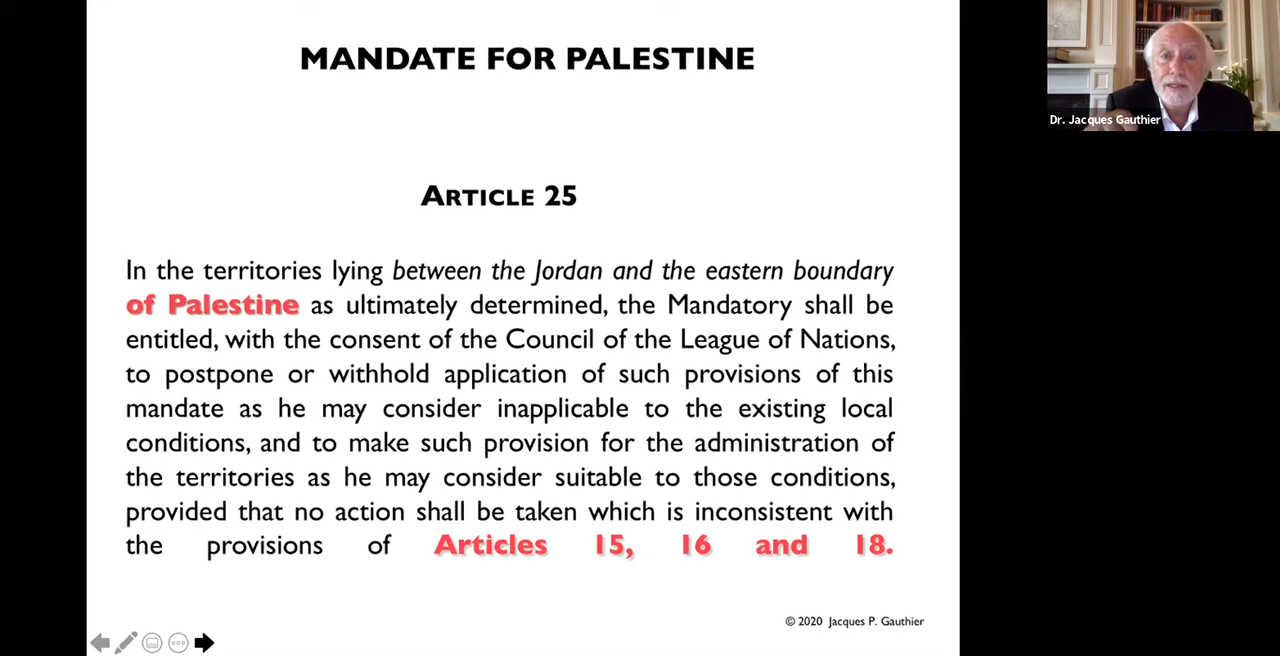 MANDATE FOR PALESTINE
Dr. Jacques Gauthier
ARTICLE 25
In the territories lying between the Jordan and the eastern boundary
of Palestine as ultimately determined, the Mandatory shall be
entitled, with the consent of the Council of the League of Nations,
to postpone or withhold application of such provisions of this
mandate as he may consider inapplicable to the existing local
conditions, and to make such provision for the administration of
the territories as he may consider suitable to those conditions,
provided that no action shall be taken which is inconsistent with
the provisions of Articles 15, 16 and 18.
© 2020 Jacques P. Gauthier